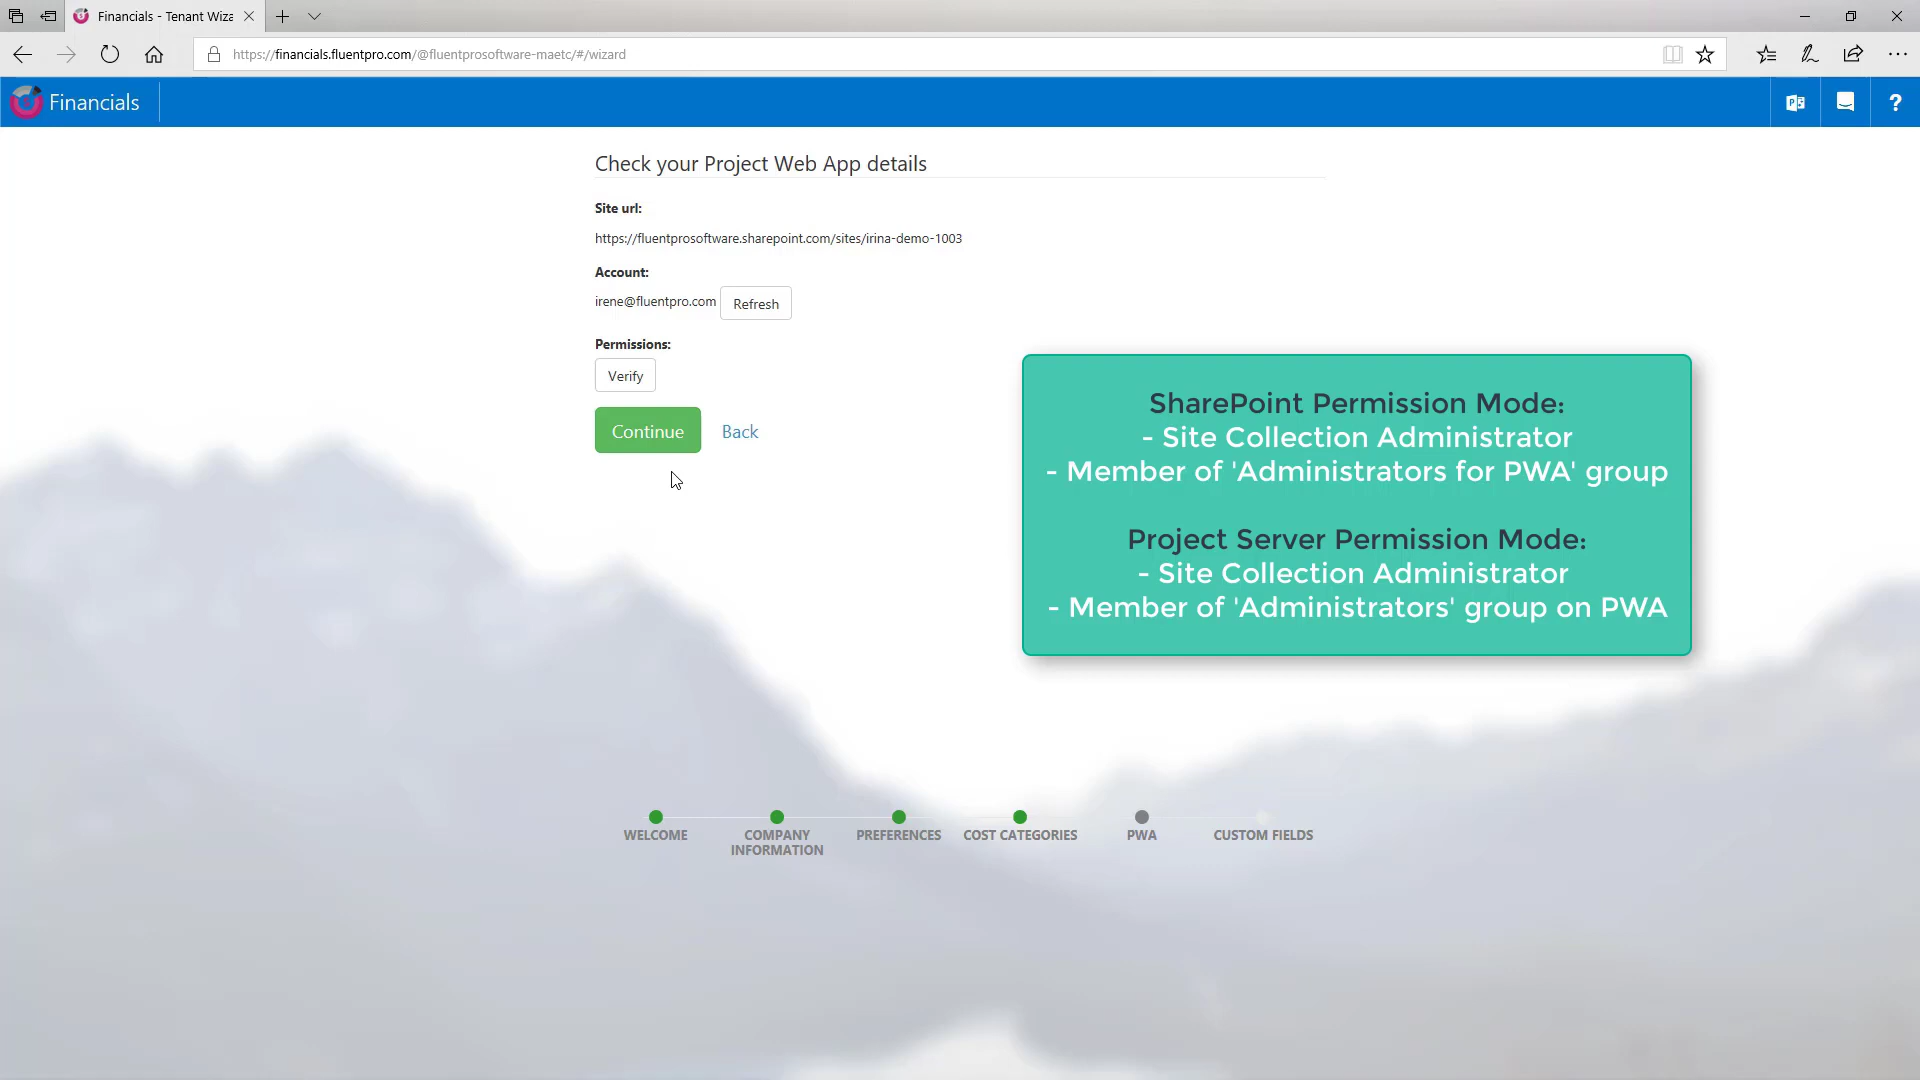 Financials - Tenant Wiza
https://financials.fluentpro.com/@fluentprosoftware-maetc/#/wizard
Financials
?
Check your Project Web App details
Site url:
https://fluentprosoftware.sharepoint.com/sites/irina-demo-1003
Account:
irene@fluentpro.com Refresh
Permissions:
Verify
Continue Back
SharePoint Permission Mode:
- Site Collection Administrator
- Member of 'Administrators for PWA' group
Project Server Permission Mode:
- Site Collection Administrator
- Member of 'Administrators' group on PWA
WELCOME
COMPANY
INFORMATION
PREFERENCES
COST CATEGORIES
PWA
CUSTOM FIELDS